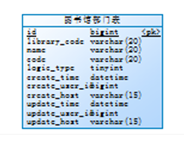 图书馆部门表
id bigint <pk>
library_code varchar(20)
name varchar(20)
code varchar(20)
logic_type tinyint
create_time datetime
create_user_id bigint
create_host varchar(15)
update_time datetime
update_user_id bigint
update_host varchar(15)